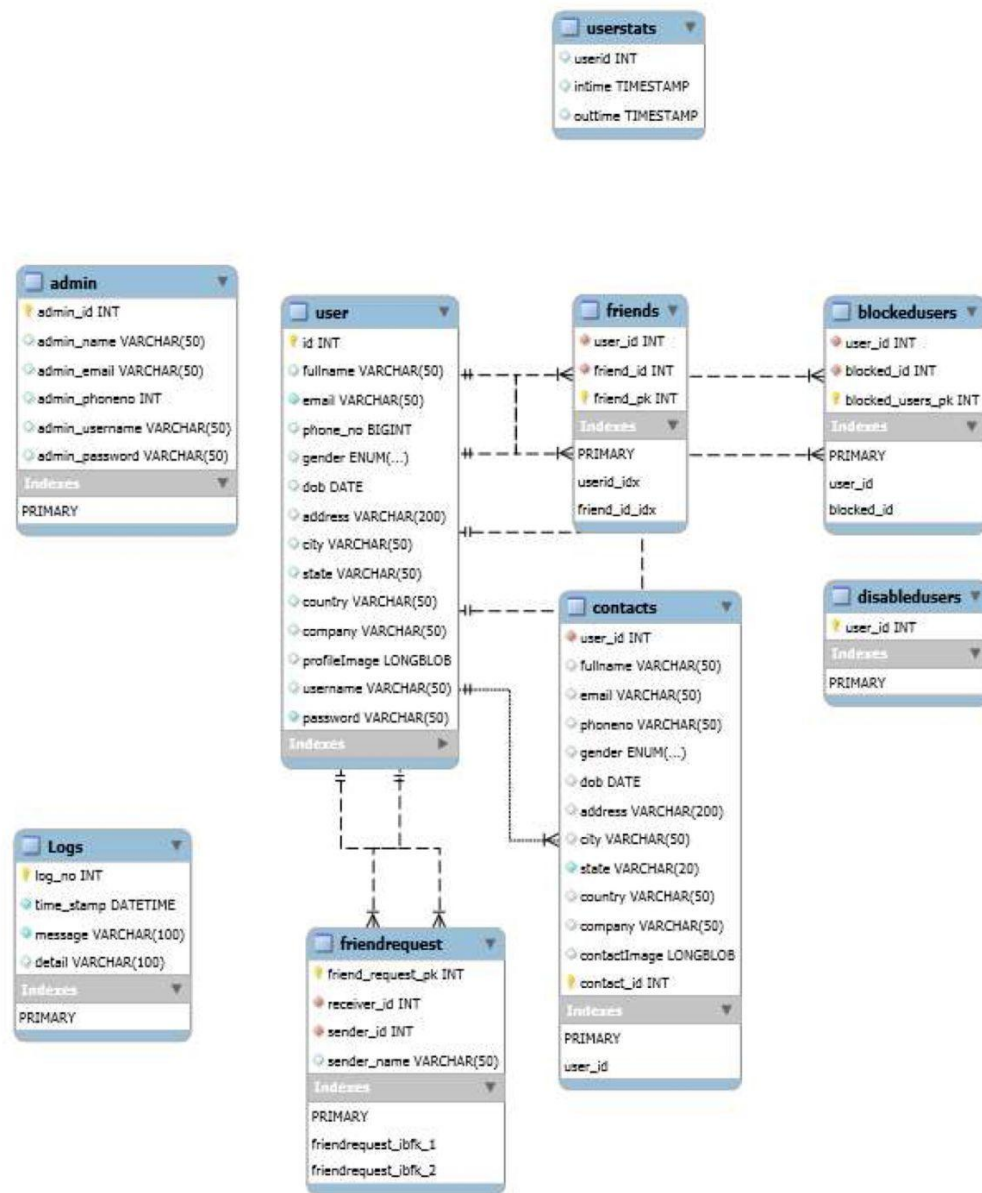 userstats
userid INT
intime TIMESTAMP
outtime TIMESTAMP
admin
admin_id INT
admin_name VARCHAR(50)
admin_email VARCHAR(50)
admin_phoneno INT
admin_username VARCHAR(50)
admin_password VARCHAR(50)
Indexes
PRIMARY
user
id INT
fullname VARCHAR(50)
email VARCHAR(50)
phone_no BIGINT
gender ENUM(...)
dob DATE
address VARCHAR(200)
city VARCHAR(50)
state VARCHAR(50)
country VARCHAR(50)
company VARCHAR(50)
profileImage LONGBLOB
username VARCHAR(50)
password VARCHAR(50)
Indexes
friends
user_id INT
friend_id INT
friend_pk INT
Indexes
PRIMARY
userid_idx
friend_id_idx
blockedusers
user_id INT
blocked_id INT
blocked_users_pk INT
Indexes
PRIMARY
user_id
blocked_id
disabledusers
user_id INT
Indexes
PRIMARY
contacts
user_id INT
fullname VARCHAR(50)
email VARCHAR(50)
phoneno VARCHAR(50)
gender ENUM(...)
dob DATE
address VARCHAR(200)
city VARCHAR(50)
state VARCHAR(20)
country VARCHAR(50)
company VARCHAR(50)
contactImage LONGBLOB
contact_id INT
Indexes
PRIMARY
user_id
Logs
log_no INT
time_stamp DATETIME
message VARCHAR(100)
detail VARCHAR(100)
Indexes
PRIMARY
friendrequest
friend_request_pk INT
receiver_id INT
sender_id INT
sender_name VARCHAR(50)
Indexes
PRIMARY
friendrequest_ibfk_1
friendrequest_ibfk_2